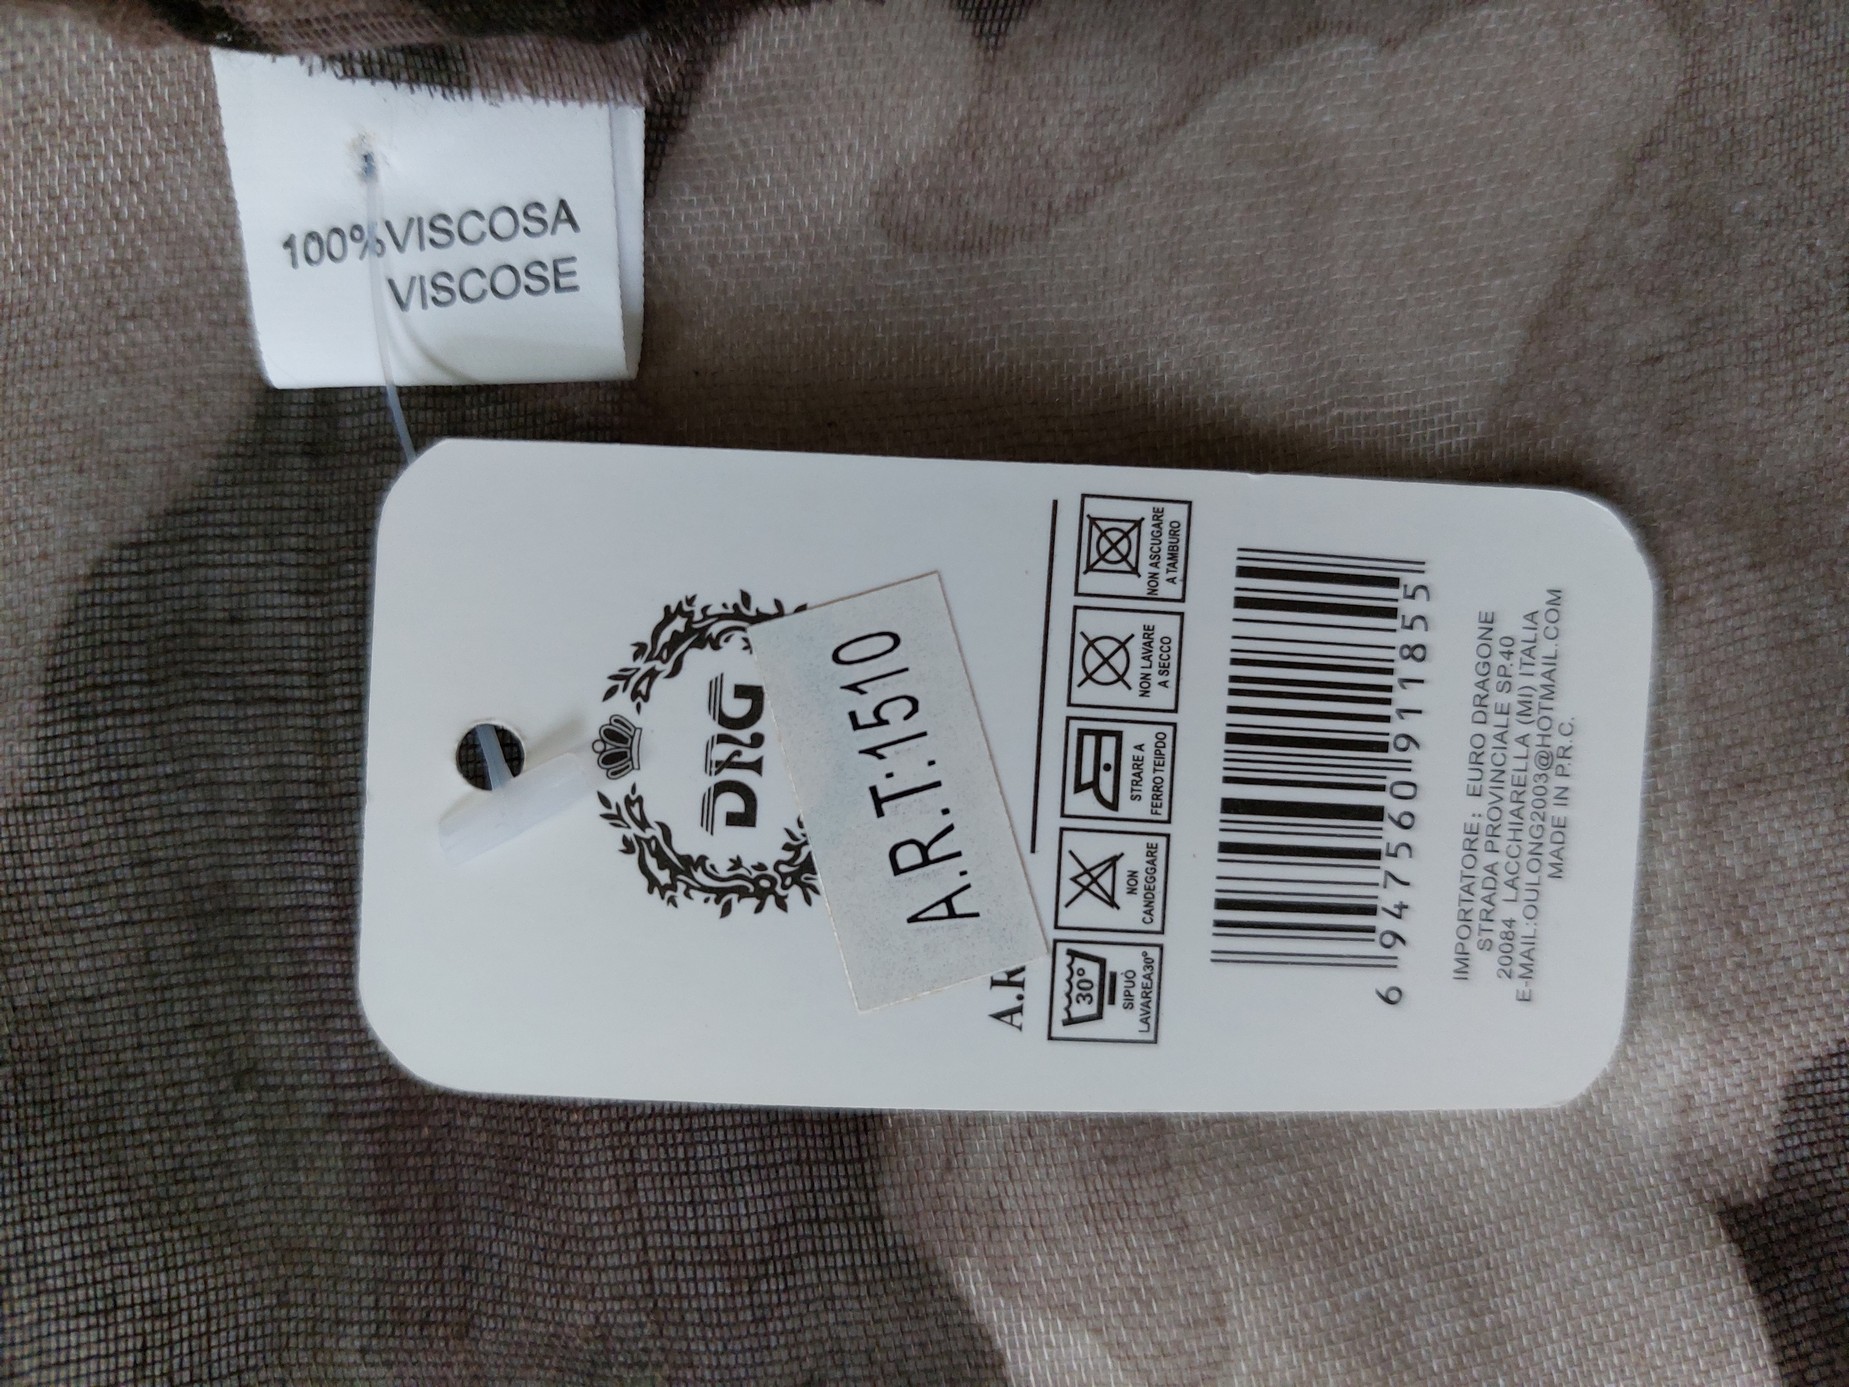 100%VISCOSA
VISCOSE
DNG
A.R.T:1510
A.R
30°
SIPUÒ
LAVAREA30°
NON
CANDEGGARE
STRARE A
FERRO TEIPDO
NON LAVARE
A SECCO
NON ASCUGARE
A TAMBURO
6 947560 911855
IMPORTATORE: EURO DRAGONE
STRADA PROVINCIALE SP.40
20084 LACCHIARELLA (MI) ITALIA
E-MAIL:OULONG2003@HOTMAIL.COM
MADE IN P.R.C.